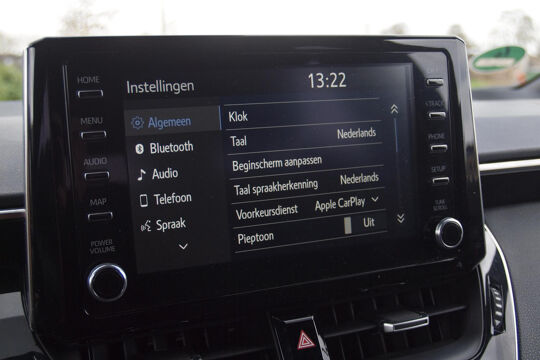 HOME
MENU
AUDIO
MAP
POWER
VOLUME
Instellingen
13:22
Algemeen
Bluetooth
Audio
Telefoon
Spraak
Klok
Taal Nederlands
Beginscherm aanpassen
Taal spraakherkenning Nederlands
Voorkeursdienst Apple CarPlay
Pieptoon Uit
TRACK
PHONE
SETUP
TUNE
SCROLL